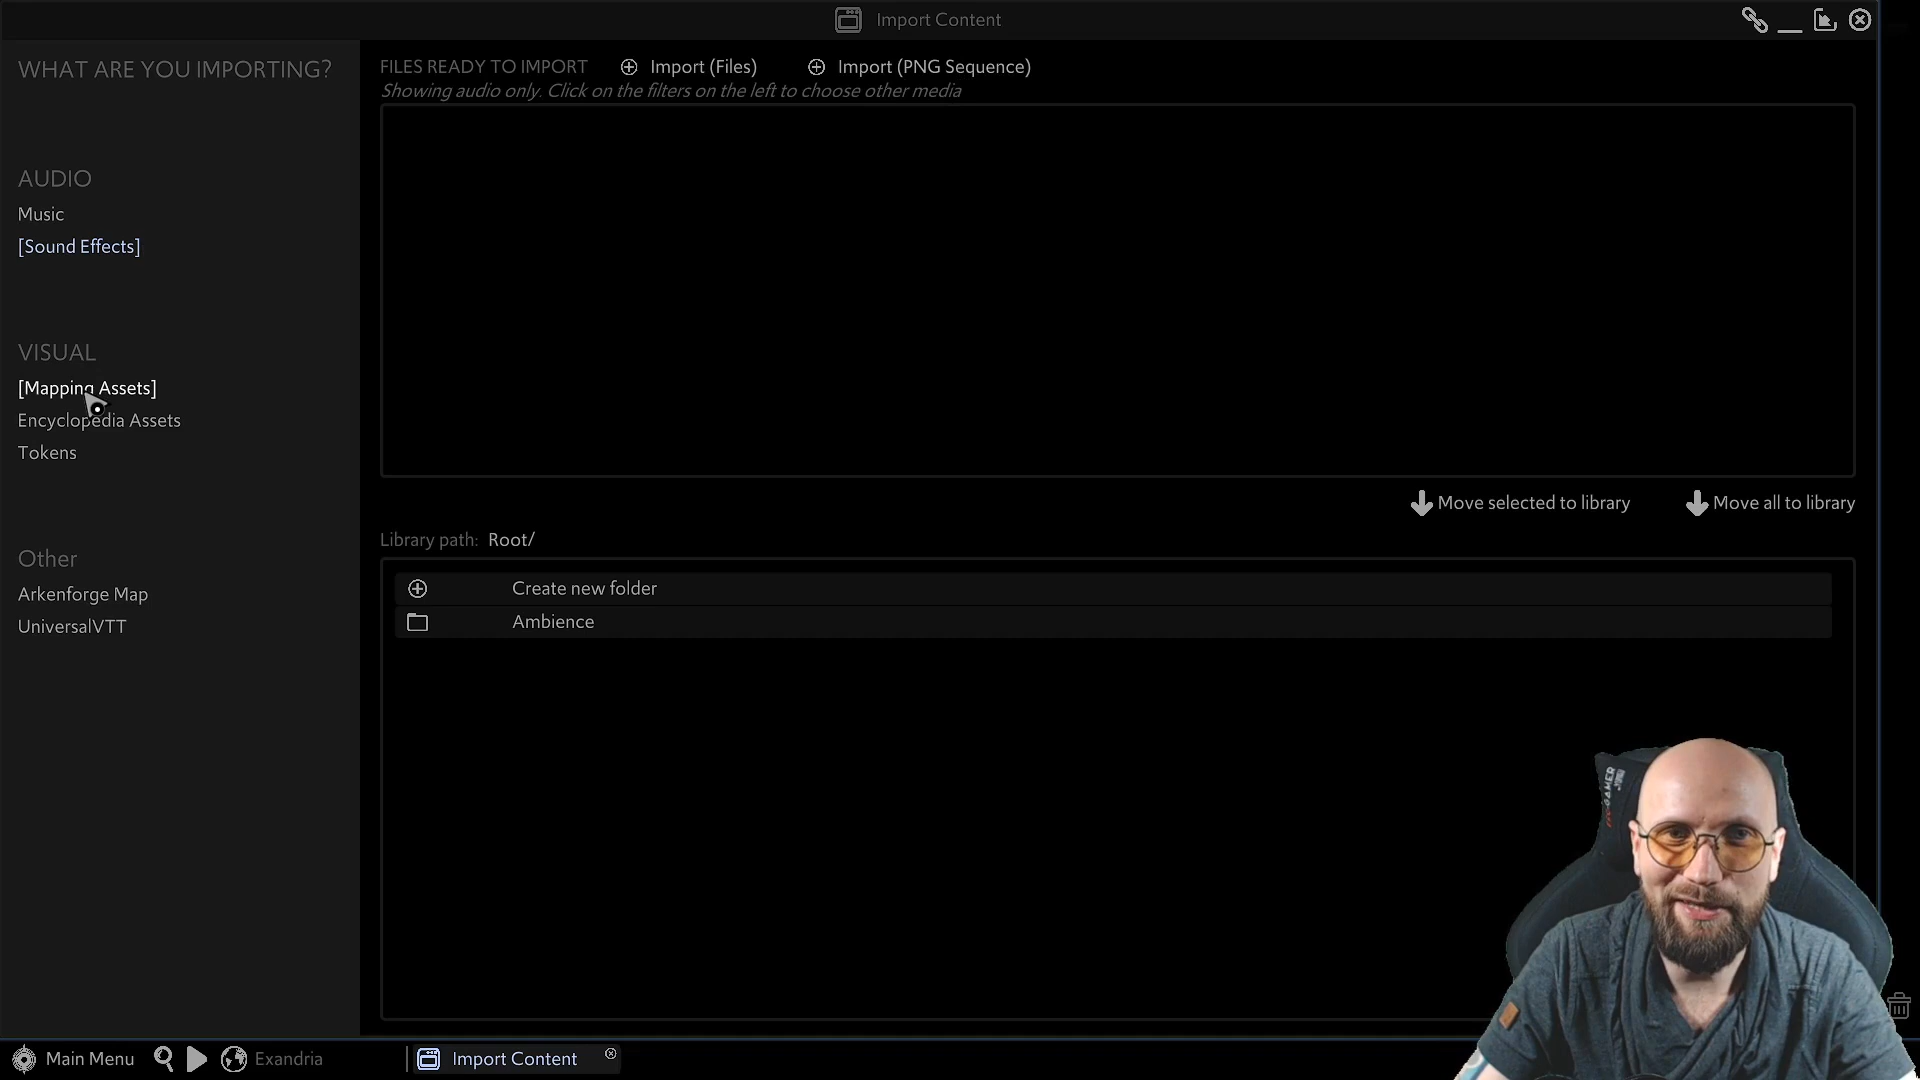 Import Content
WHAT ARE YOU IMPORTING?
AUDIO
Music
[Sound Effects]
VISUAL
[Mapping Assets]
Encyclopedia Assets
Tokens
Other
Arkenforge Map
UniversalVTT
FILES READY TO IMPORT Import (Files) Import (PNG Sequence)
Showing audio only. Click on the filters on the left to choose other media
Move selected to library Move all to library
Library path: Root/
Create new folder
Ambience
Main Menu Exandria Import Content